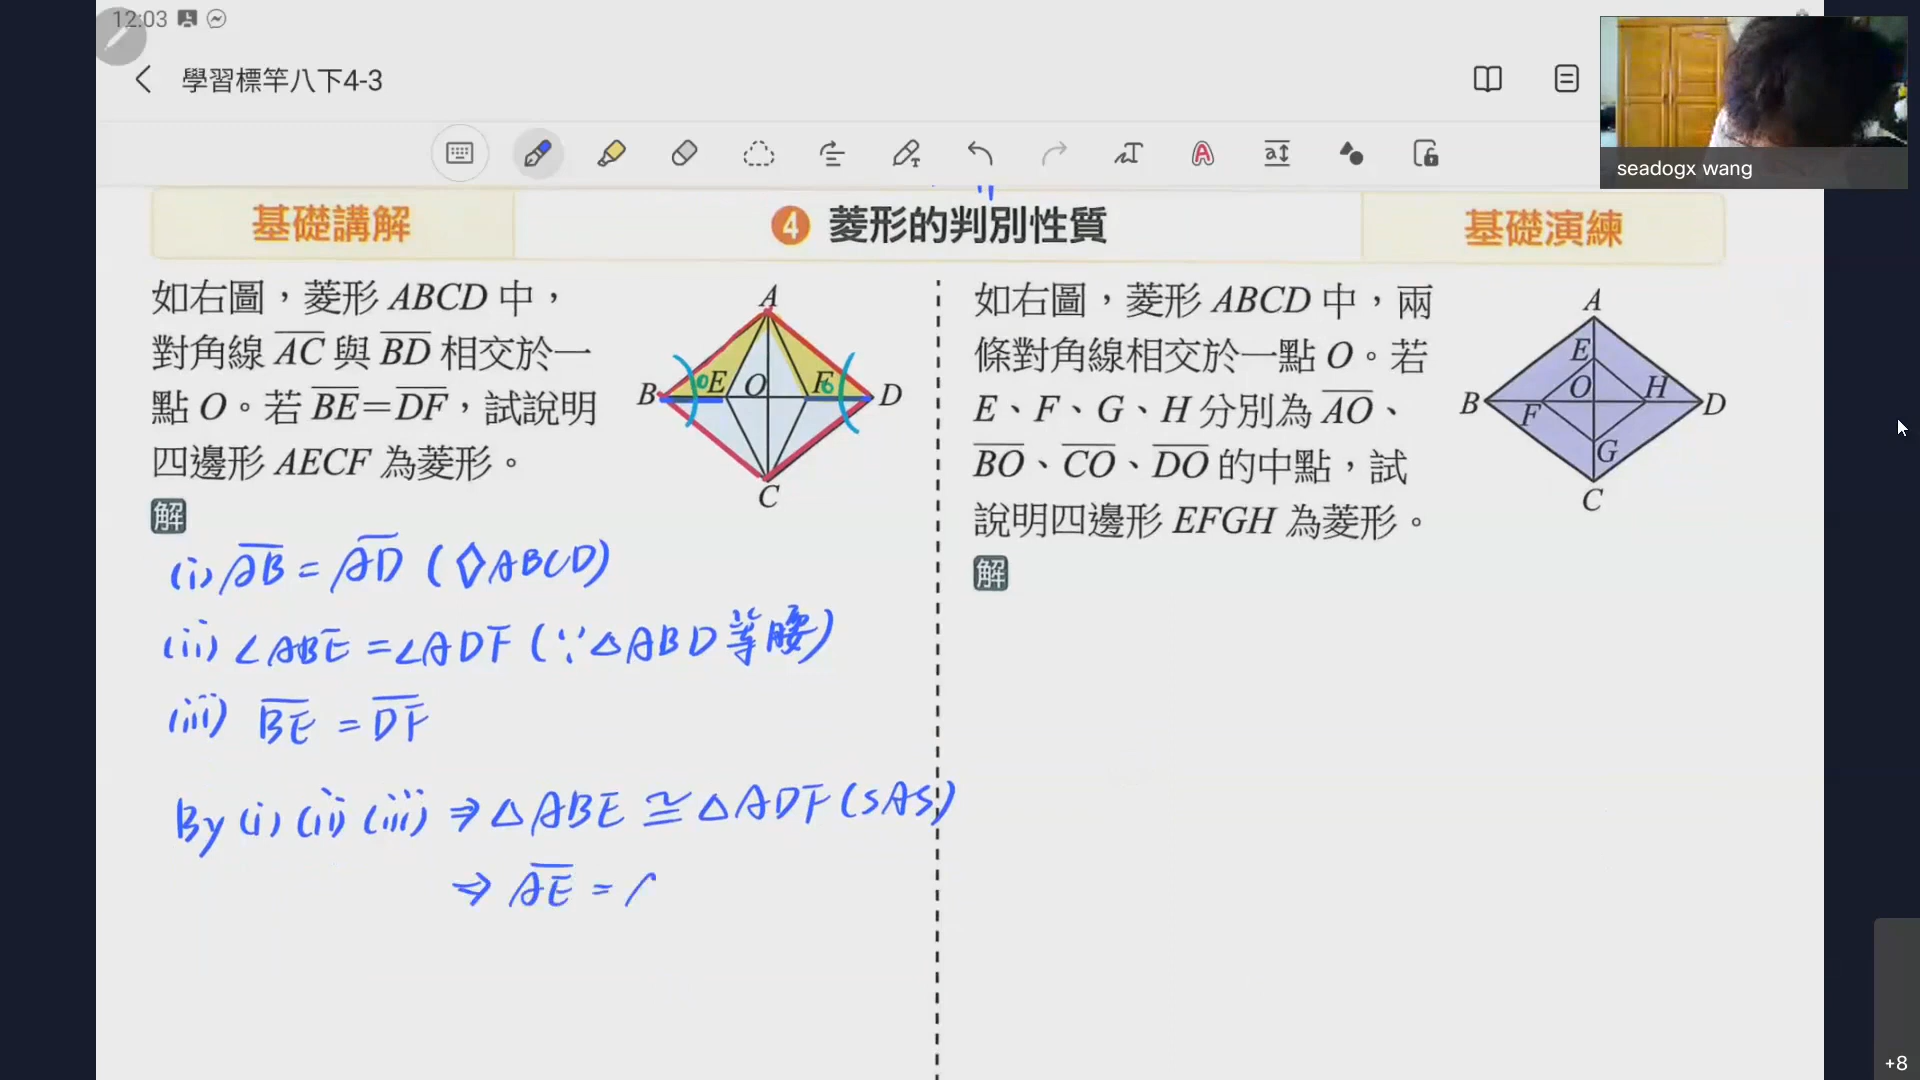 12:03
學習標竿八下4-3
seadogx wang
基礎講解
4 菱形的判別性質
基礎演練
如右圖，菱形 ABCD 中，
對角線 AC 與 BD 相交於一
點 O。若 BE=DF，試說明
四邊形 AECF 為菱形。
A
B
E
O
F
D
C
解
(i) AB = AD (◇ABCD)
(ii) ∠ABE = ∠ADF (∵△ABD等腰)
(iii) BE = DF
By (i) (ii) (iii) ⇒ △ABE ≅ △ADF (SAS)
⇒ AE =
如右圖，菱形 ABCD 中，兩
條對角線相交於一點 O。若
E、F、G、H 分別為 AO、
BO、CO、DO 的中點，試
說明四邊形 EFGH 為菱形。
A
E
B
F
O
H
D
G
C
解
+8